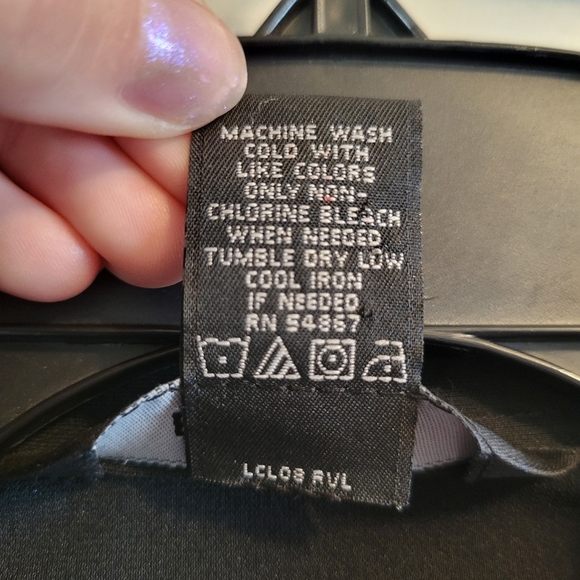 MACHINE WASH
COLD WITH
LIKE COLORS
ONLY NON-
CHLORINE BLEACH
WHEN NEEDED
TUMBLE DRY LOW
COOL IRON
IF NEEDED
RN 54867
LCL08 RVL